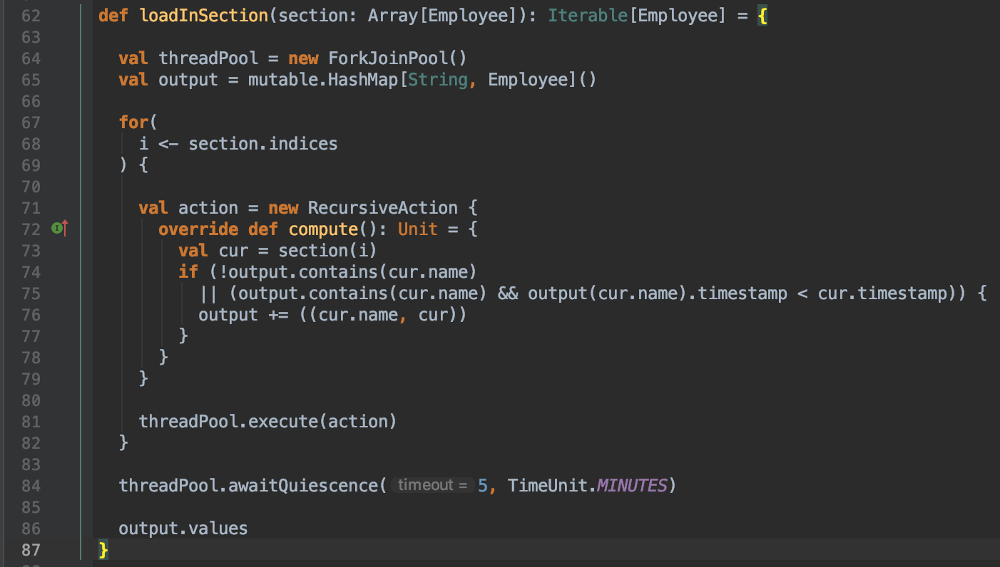 62 def loadInSection(section: Array[Employee]): Iterable[Employee] = {
63
64   val threadPool = new ForkJoinPool()
65   val output = mutable.HashMap[String, Employee]()
66
67   for(
68     i <- section.indices
69   ) {
70
71     val action = new RecursiveAction {
72 I     override def compute(): Unit = {
73         val cur = section(i)
74         if (!output.contains(cur.name)
75           || (output.contains(cur.name) && output(cur.name).timestamp < cur.timestamp)) {
76           output += ((cur.name, cur))
77         }
78       }
79     }
80
81     threadPool.execute(action)
82   }
83
84   threadPool.awaitQuiescence( timeout = 5, TimeUnit.MINUTES)
85
86   output.values
87 }